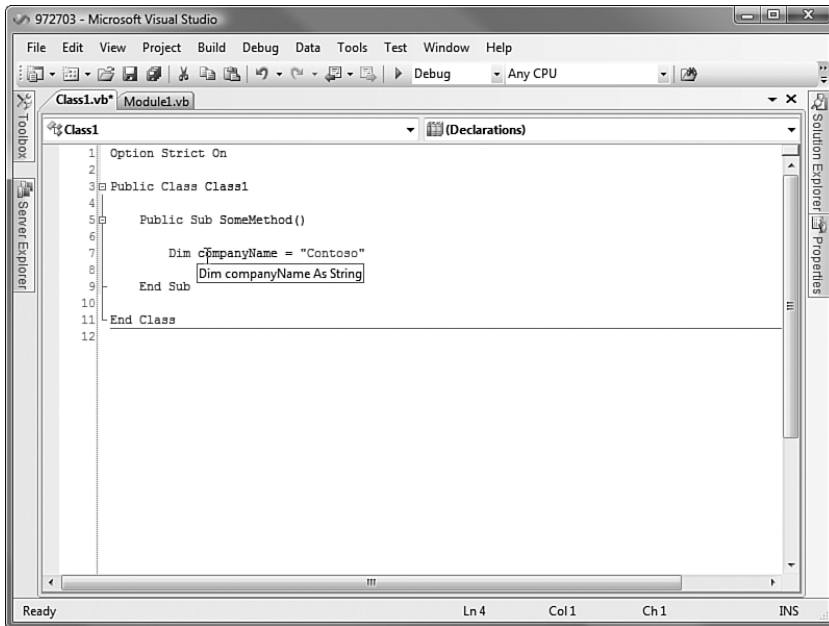 972703 - Microsoft Visual Studio
File Edit View Project Build Debug Data Tools Test Window Help
Debug Any CPU
Class1.vb* Module1.vb
Class1 (Declarations)
Toolbox
Server Explorer
1 Option Strict On
2
3 Public Class Class1
4
5 Public Sub SomeMethod()
6
7 Dim companyName = "Contoso"
8 Dim companyName As String
9 End Sub
10
11 End Class
12
Solution Explorer
Properties
Ready Ln 4 Col 1 Ch 1 INS